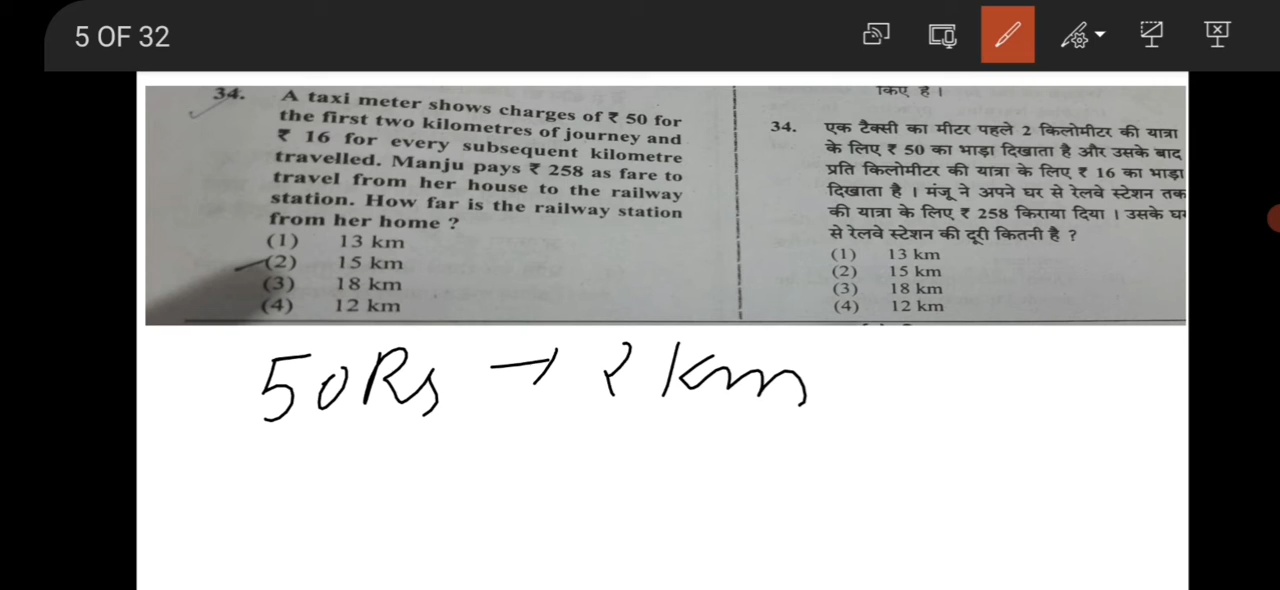 5 OF 32
34. A taxi meter shows charges of ₹ 50 for
the first two kilometres of journey and
₹ 16 for every subsequent kilometre
travelled. Manju pays ₹ 258 as fare to
travel from her house to the railway
station. How far is the railway station
from her home ?
(1) 13 km
(2) 15 km
(3) 18 km
(4) 12 km
किए है ।
34. एक टैक्सी का मीटर पहले 2 किलोमीटर की यात्रा
के लिए ₹ 50 का भाड़ा दिखाता है और उसके बाद
प्रति किलोमीटर की यात्रा के लिए ₹ 16 का भाड़ा
दिखाता है । मंजू ने अपने घर से रेलवे स्टेशन तक
की यात्रा के लिए ₹ 258 किराया दिया । उसके घ
से रेलवे स्टेशन की दूरी कितनी है ?
(1) 13 km
(2) 15 km
(3) 18 km
(4) 12 km
50 Rs → 2 km